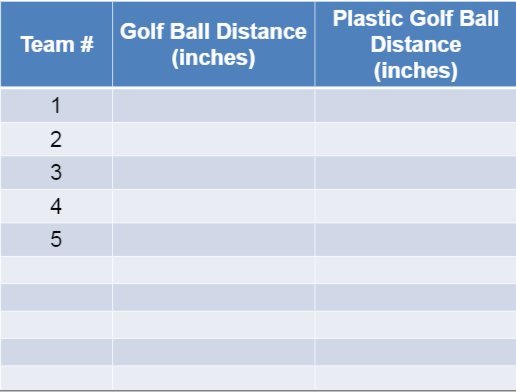 Team #
Golf Ball Distance
(inches)
Plastic Golf Ball
Distance
(inches)
1
2
3
4
5